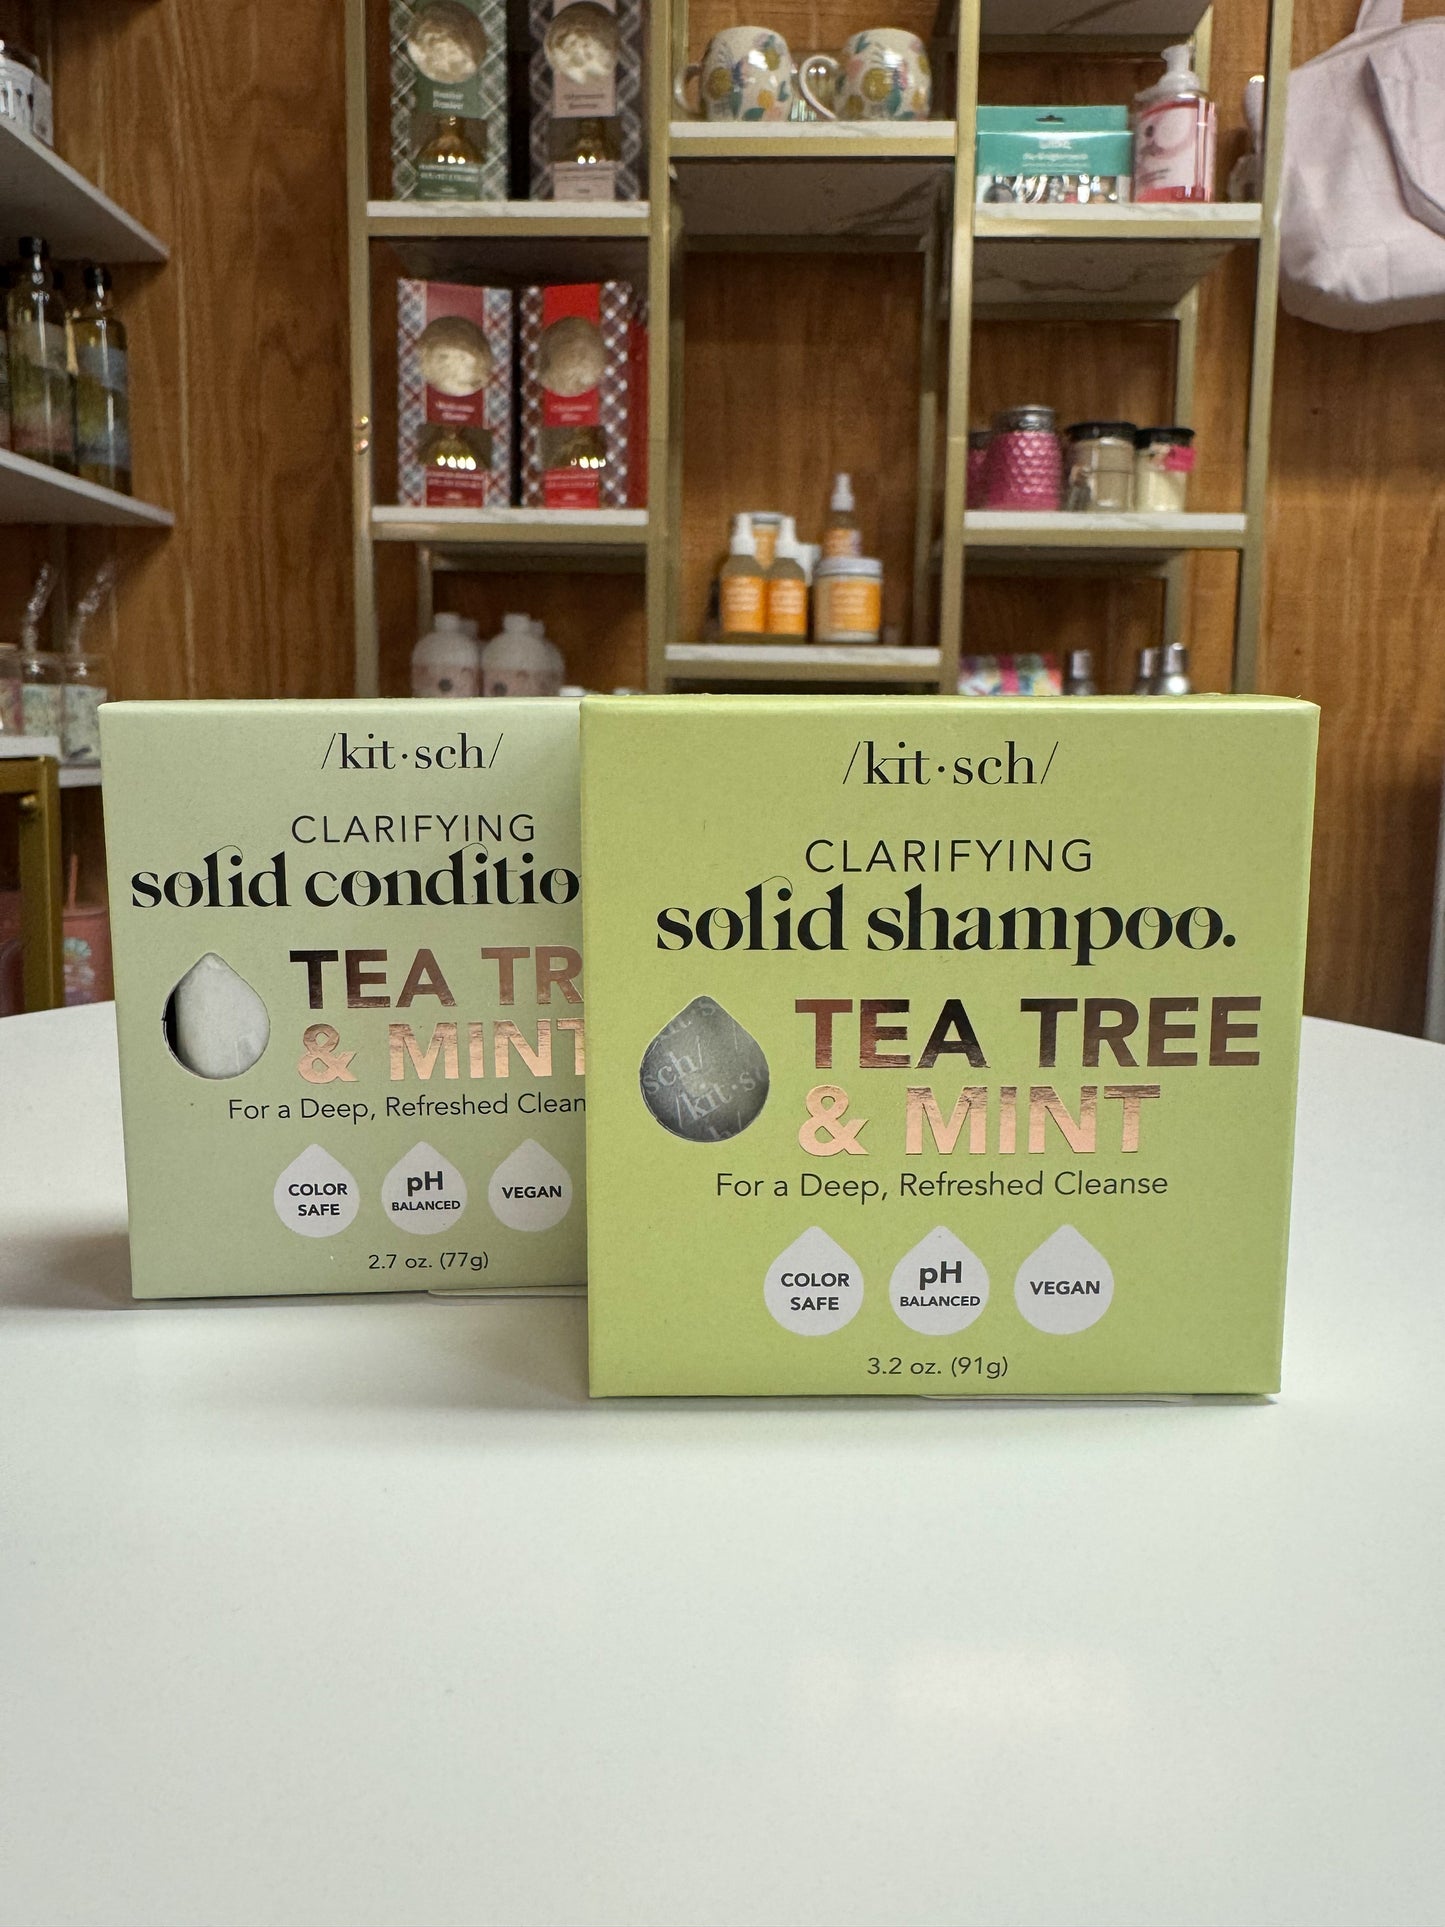 /kit·sch/
CLARIFYING
solid conditio
TEA TR
& MINT
For a Deep, Refreshed Clean
COLOR
SAFE
pH
BALANCED
VEGAN
2.7 oz. (77g)
/kit·sch/
CLARIFYING
solid shampoo.
sch/
/kit·s
TEA TREE
& MINT
For a Deep, Refreshed Cleanse
COLOR
SAFE
pH
BALANCED
VEGAN
3.2 oz. (91g)